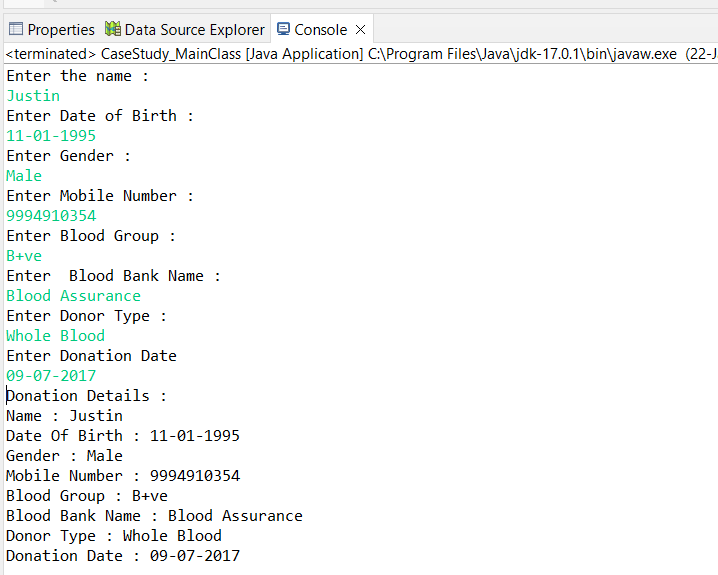 Properties Data Source Explorer Console
<terminated> CaseStudy_MainClass [Java Application] C:\Program Files\Java\jdk-17.0.1\bin\javaw.exe (22-J
Enter the name :
Justin
Enter Date of Birth :
11-01-1995
Enter Gender :
Male
Enter Mobile Number :
9994910354
Enter Blood Group :
B+ve
Enter  Blood Bank Name :
Blood Assurance
Enter Donor Type :
Whole Blood
Enter Donation Date
09-07-2017
Donation Details :
Name : Justin
Date Of Birth : 11-01-1995
Gender : Male
Mobile Number : 9994910354
Blood Group : B+ve
Blood Bank Name : Blood Assurance
Donor Type : Whole Blood
Donation Date : 09-07-2017